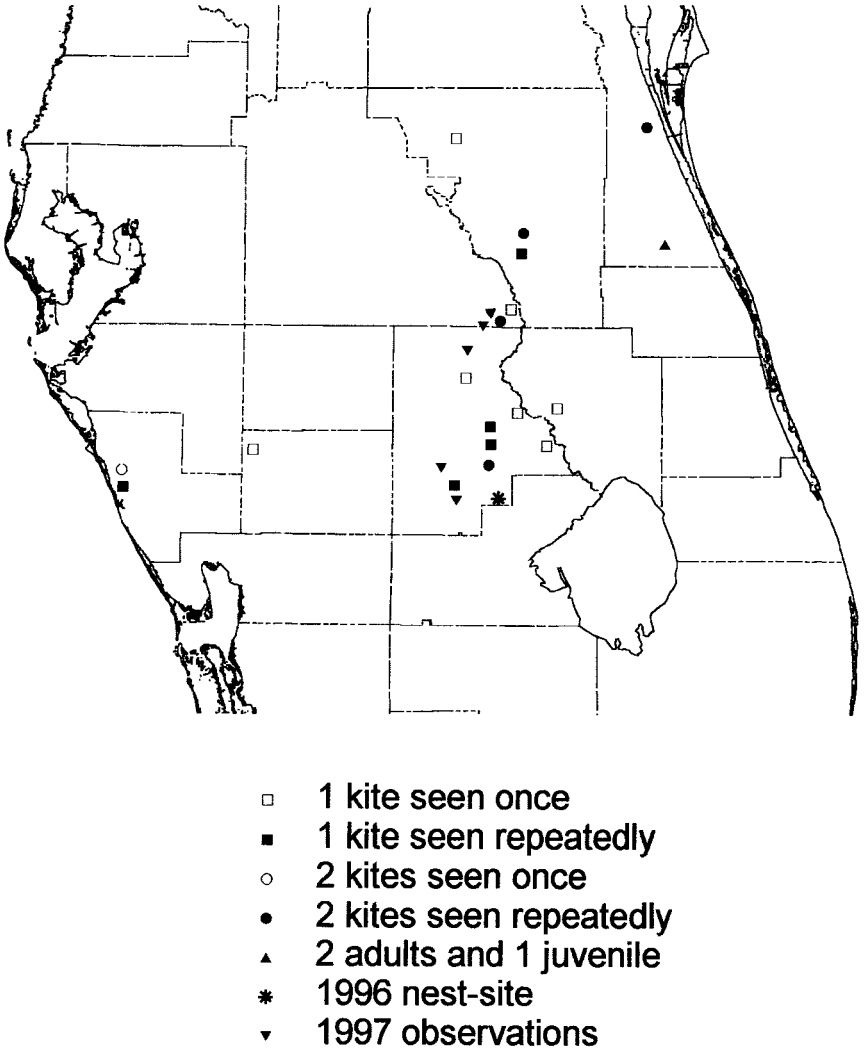 1 kite seen once
1 kite seen repeatedly
2 kites seen once
2 kites seen repeatedly
2 adults and 1 juvenile
1996 nest-site
1997 observations